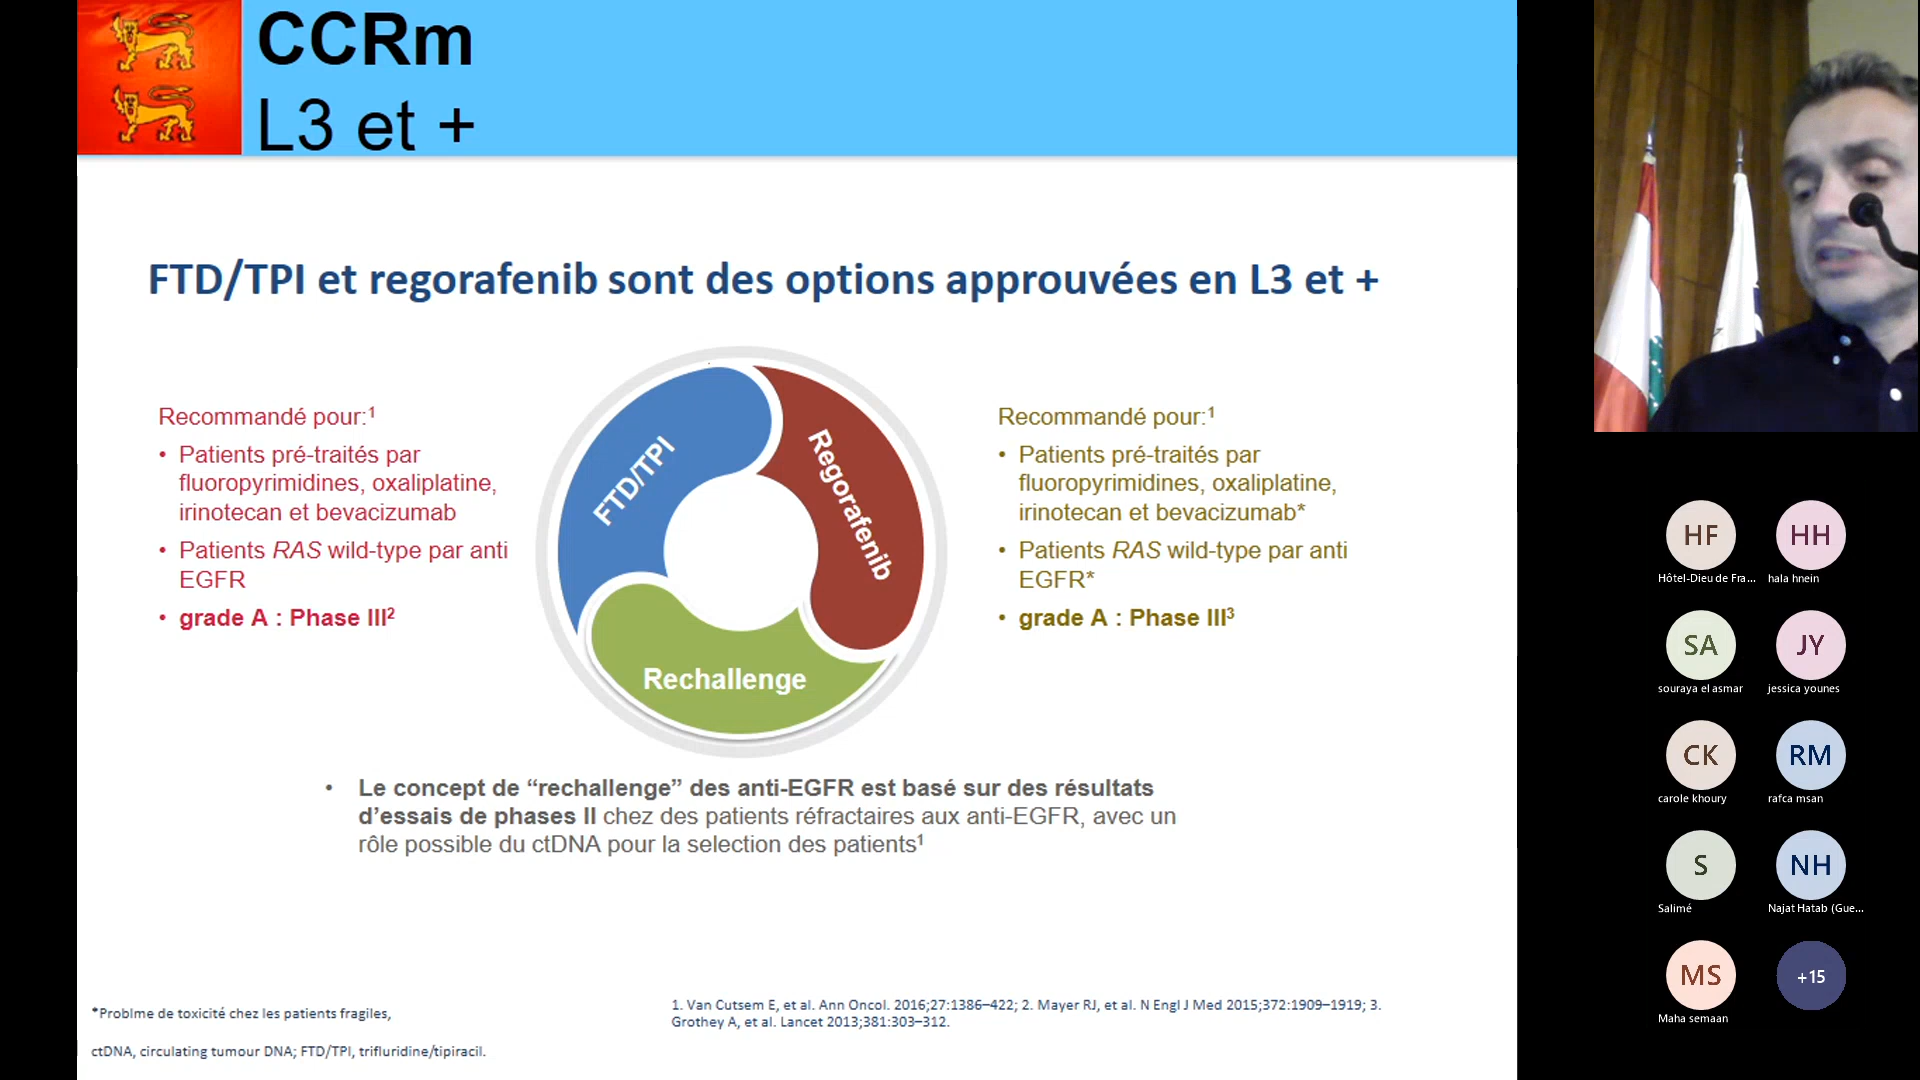 CCRm
L3 et +
FTD/TPI et regorafenib sont des options approuvées en L3 et +
Recommandé pour:1
• Patients pré-traités par
fluoropyrimidines, oxaliplatine,
irinotecan et bevacizumab
• Patients RAS wild-type par anti
EGFR
• grade A : Phase III2
FTD/TPI
Regorafenib
Rechallenge
Recommandé pour:1
• Patients pré-traités par
fluoropyrimidines, oxaliplatine,
irinotecan et bevacizumab*
• Patients RAS wild-type par anti
EGFR*
• grade A : Phase III3
• Le concept de “rechallenge” des anti-EGFR est basé sur des résultats
d’essais de phases II chez des patients réfractaires aux anti-EGFR, avec un
rôle possible du ctDNA pour la selection des patients1
*Problme de toxicité chez les patients fragiles,
ctDNA, circulating tumour DNA; FTD/TPI, trifluridine/tipiracil.
1. Van Cutsem E, et al. Ann Oncol. 2016;27:1386–422; 2. Mayer RJ, et al. N Engl J Med 2015;372:1909–1919; 3.
Grothey A, et al. Lancet 2013;381:303–312.
HF
Hôtel-Dieu de Fra...
HH
hala hnein
SA
souraya el asmar
JY
jessica younes
CK
carole khoury
RM
rafca msan
S
Salimé
NH
Najat Hatab (Gue...
MS
Maha semaan
+15